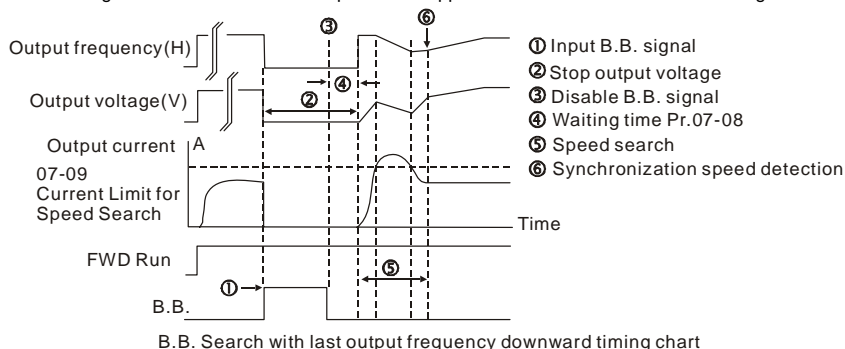 ③
⑥
Output frequency(H)
④
②
Output voltage(V)
Output current
A
07-09
Current Limit for
Speed Search
Time
FWD Run
⑤
①
B.B.
① Input B.B. signal
② Stop output voltage
③ Disable B.B. signal
④ Waiting time Pr.07-08
⑤ Speed search
⑥ Synchronization speed detection
B.B. Search with last output frequency downward timing chart